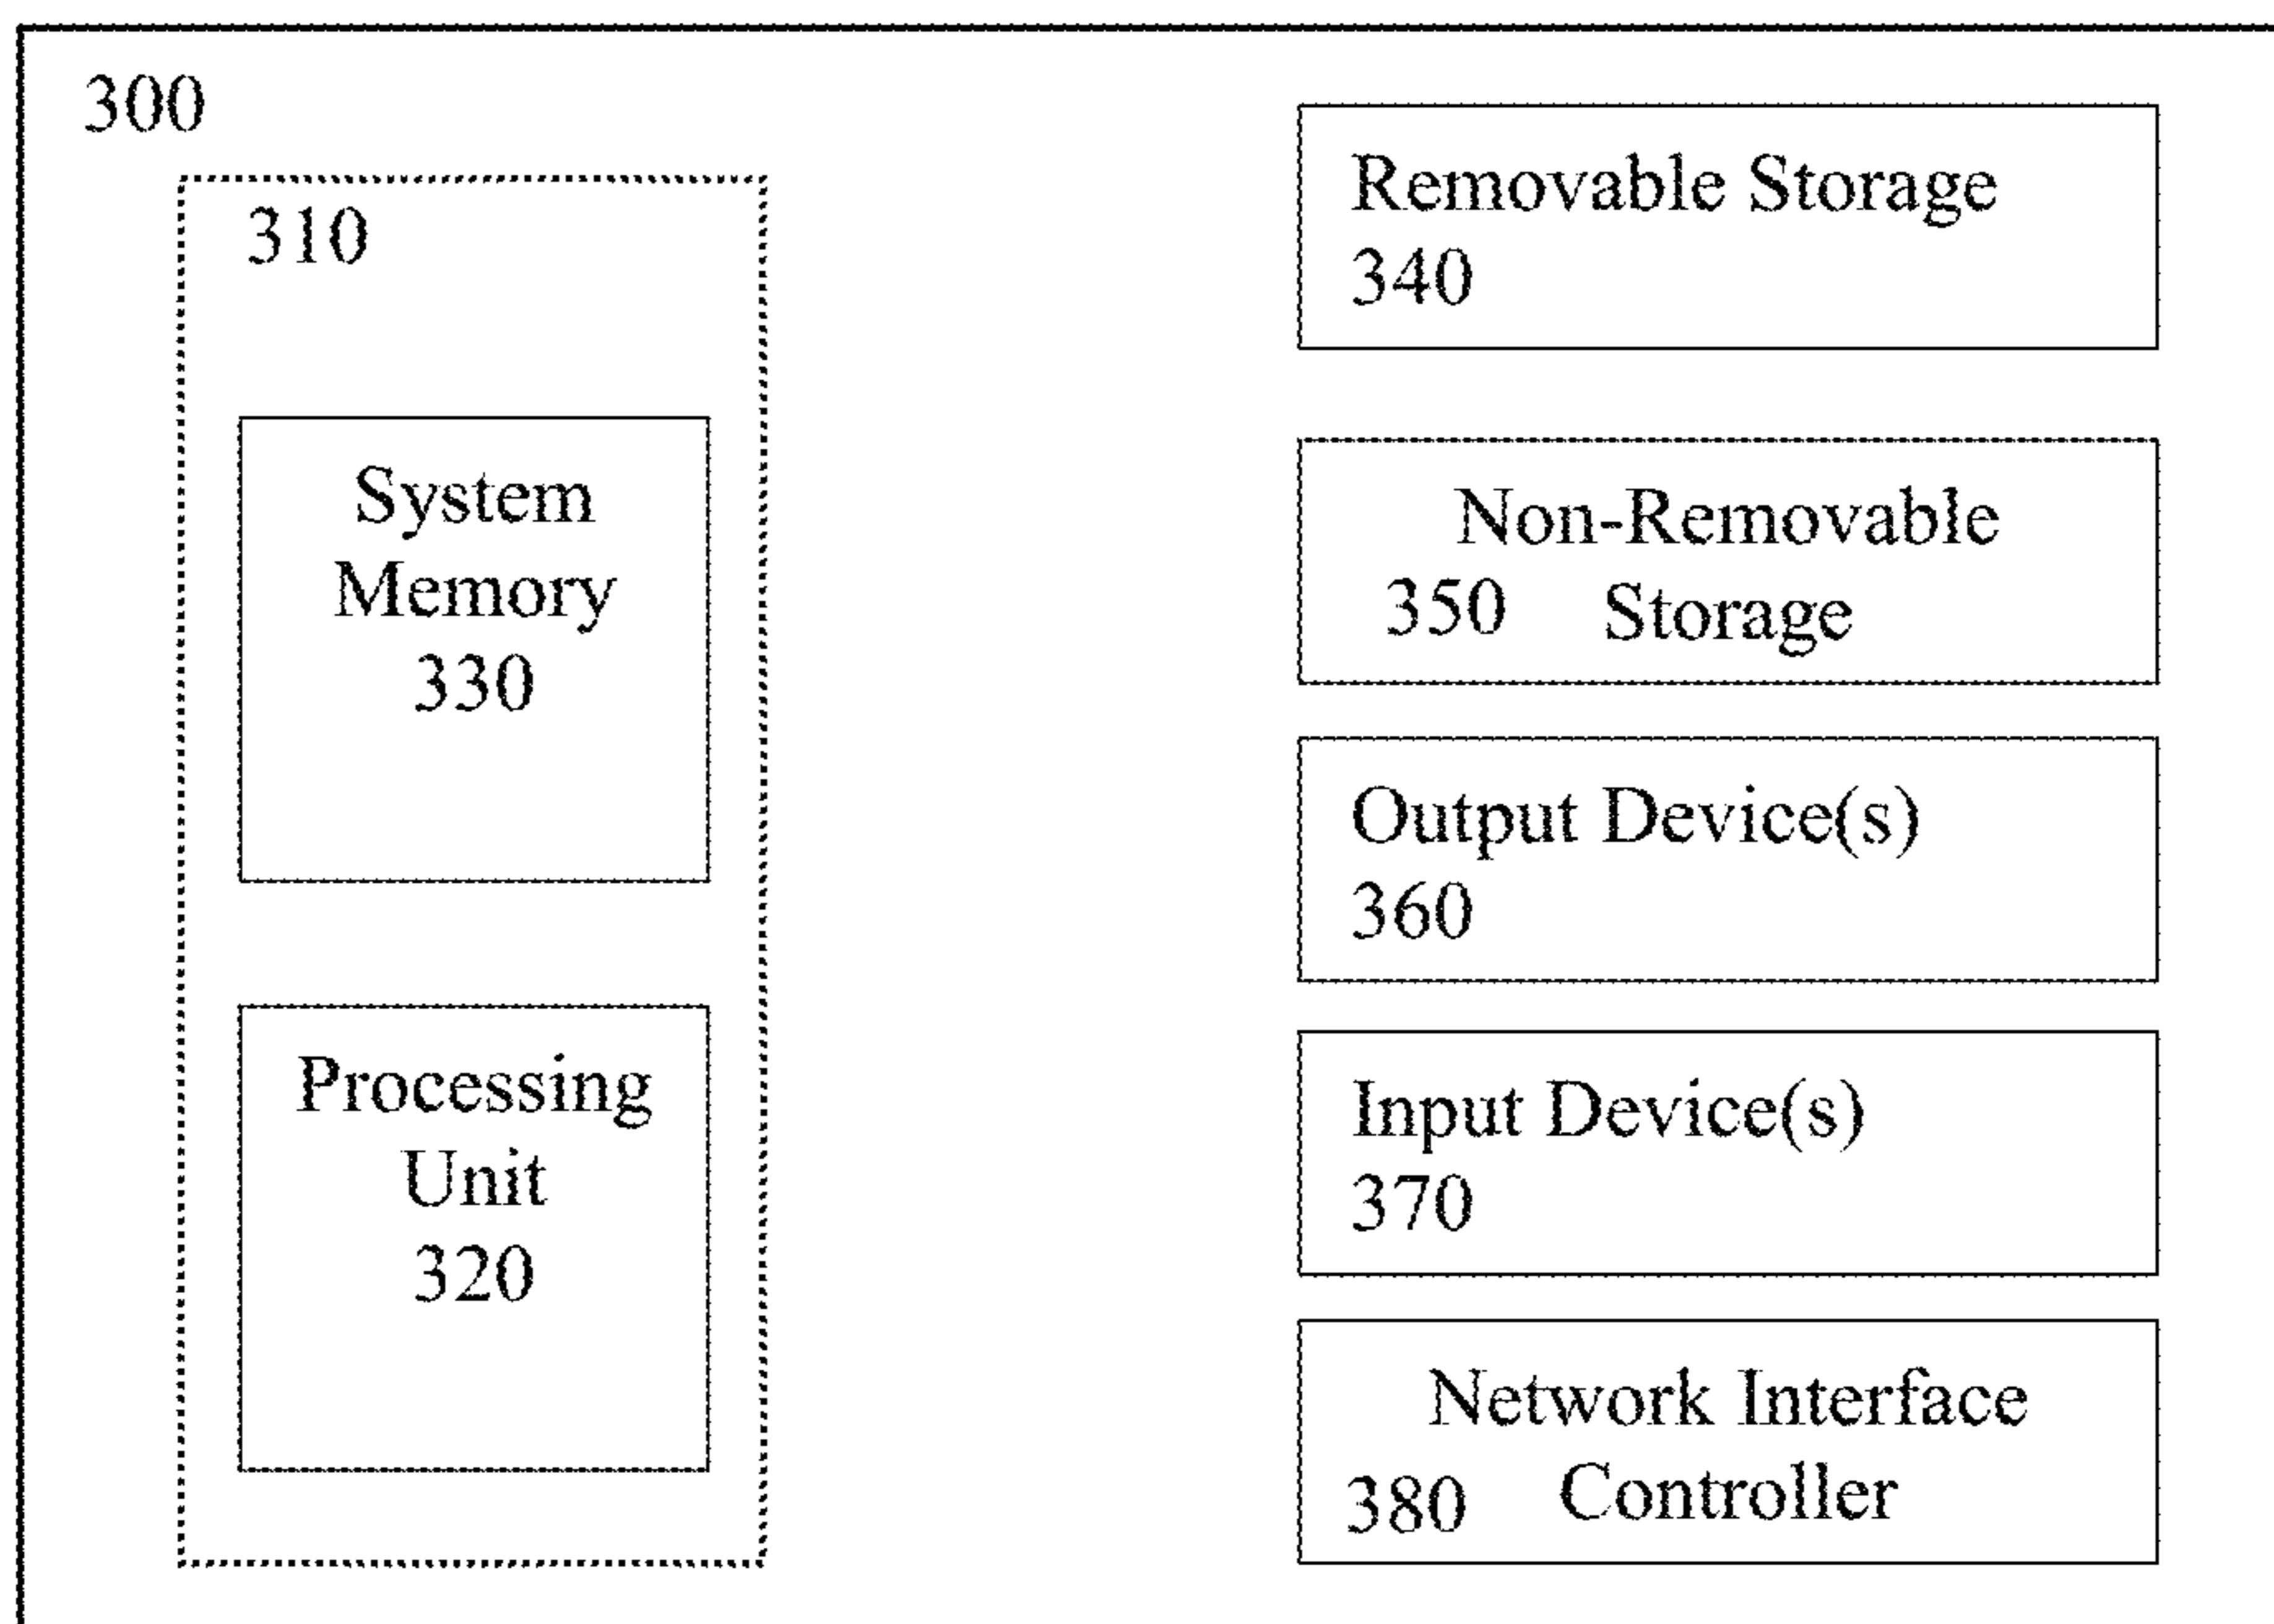 300
310
System
Memory
330
Processing
Unit
320
Removable Storage
340
Non-Removable
350 Storage
Output Device(s)
360
Input Device(s)
370
Network Interface
380 Controller